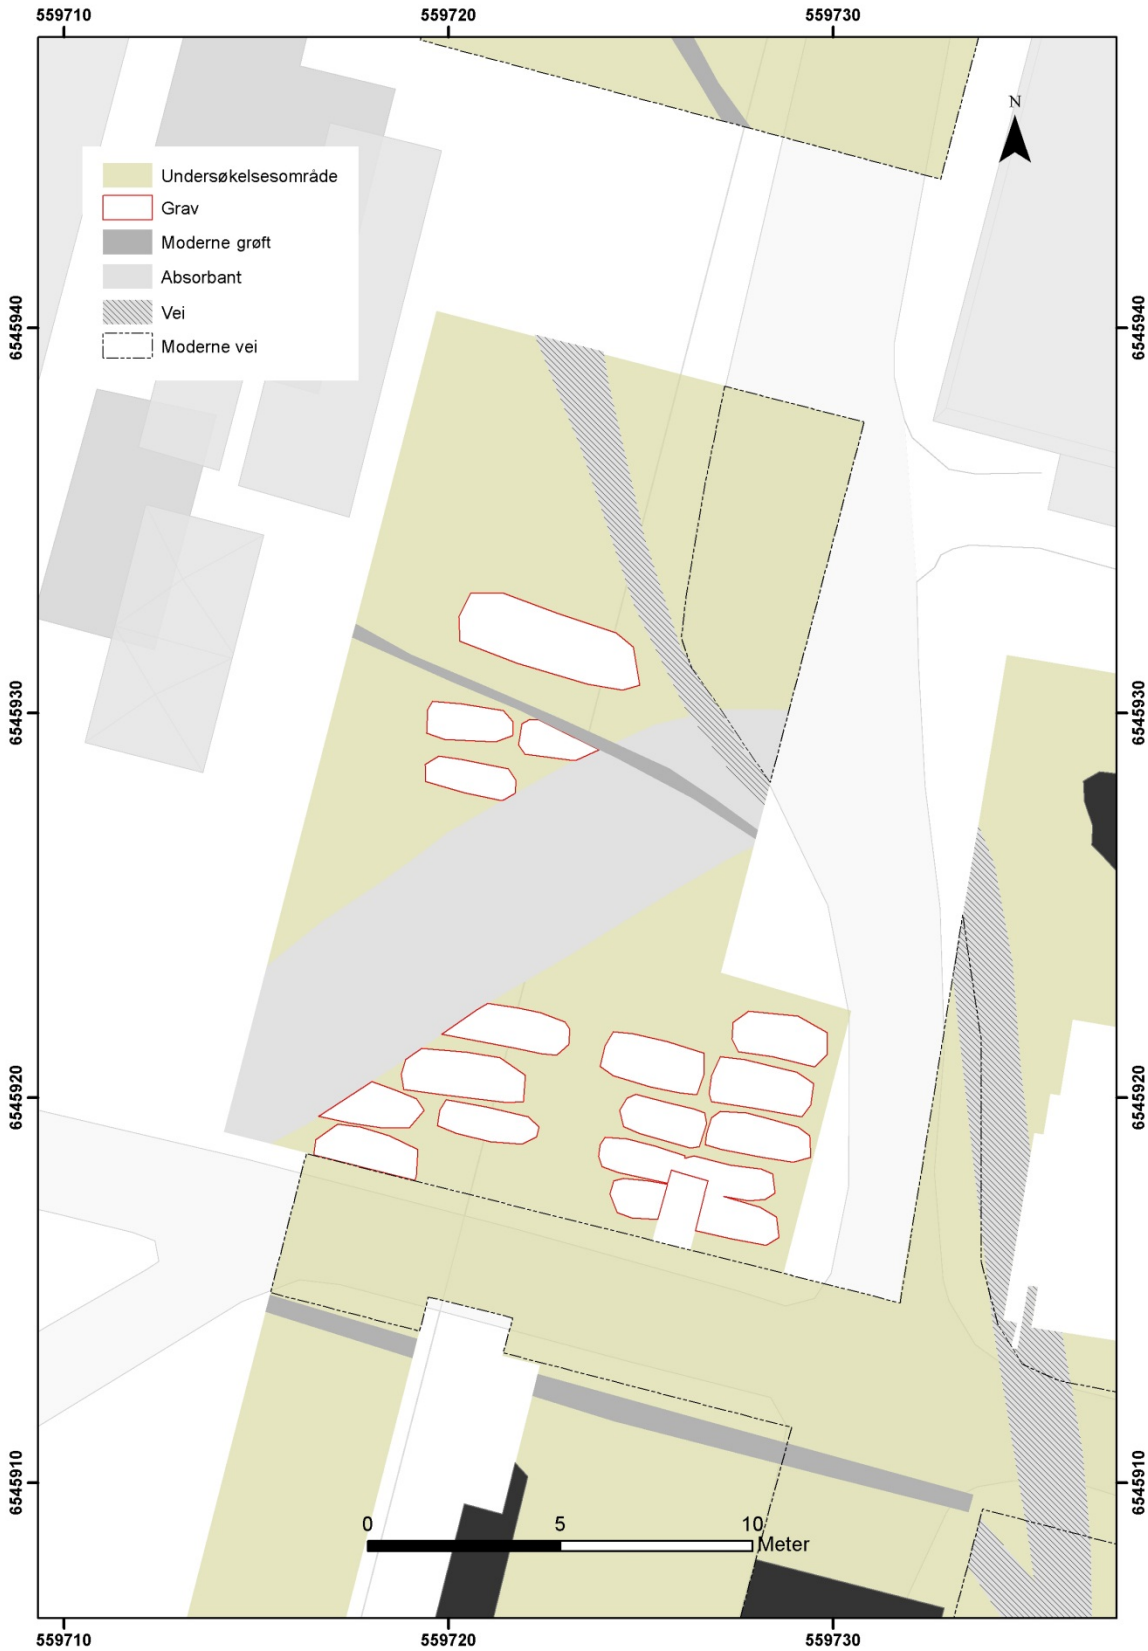 559710 559720 559730
N
Undersøkelsesområde
Grav
Moderne grøft
Absorbant
Vei
Moderne vei
6545940 6545940
6545930 6545930
6545920 6545920
6545910 6545910
0 5 10
Meter
559710 559720 559730